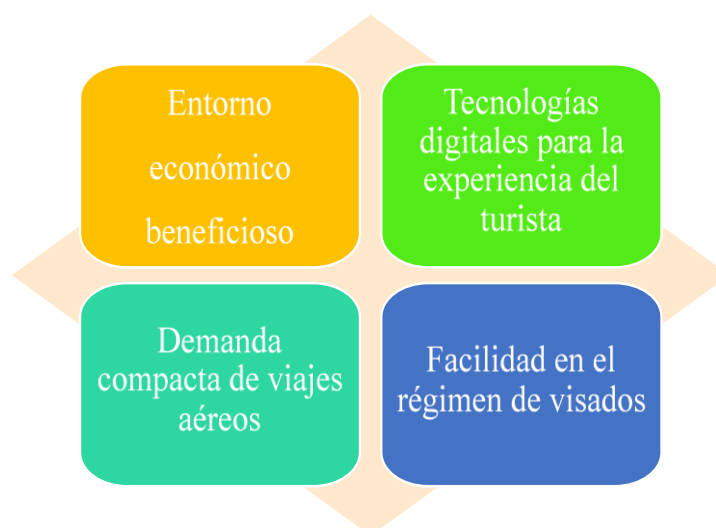 Entorno
económico
beneficioso
Tecnologías
digitales para la
experiencia del
turista
Demanda
compacta de viajes
aéreos
Facilidad en el
régimen de visados